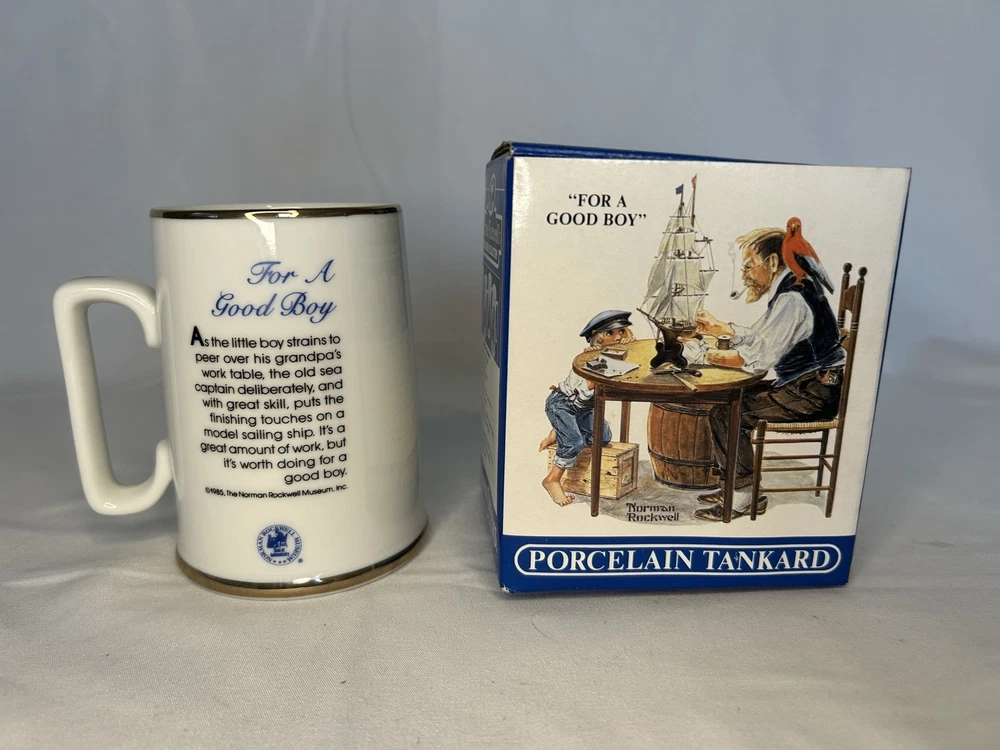 For A
Good Boy
As the little boy strains to
peer over his grandpa's
work table, the old sea
captain deliberately, and
with great skill, puts the
finishing touches on a
model sailing ship. It's a
great amount of work, but
it's worth doing for a
good boy.
©1985, The Norman Rockwell Museum, Inc.
NORMAN ROCKWELL MUSEUM
®
"FOR A
GOOD BOY"
Norman
Rockwell
PORCELAIN TANKARD